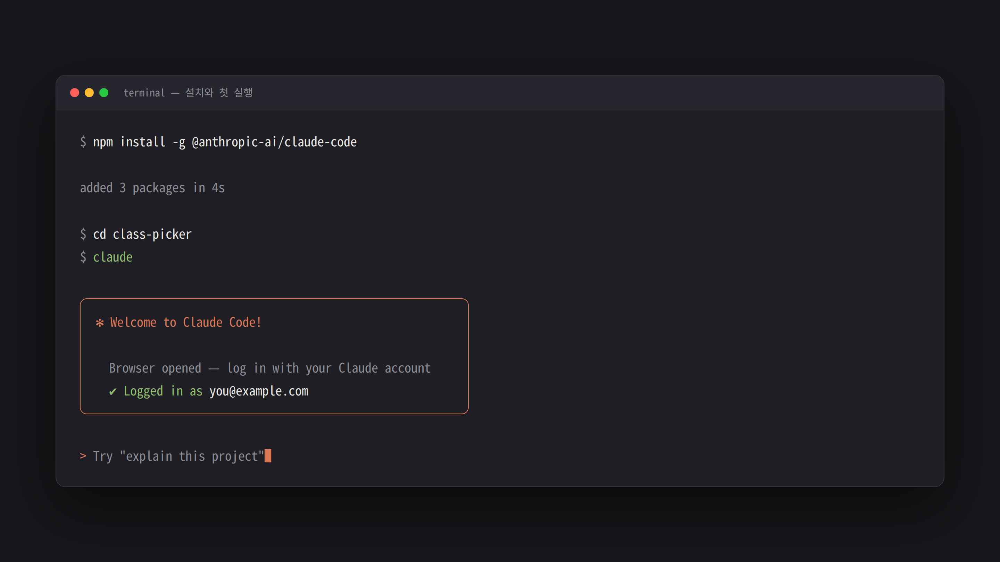 terminal — 설치와 첫 실행
$ npm install -g @anthropic-ai/claude-code
added 3 packages in 4s
$ cd class-picker
$ claude
✻ Welcome to Claude Code!
Browser opened — log in with your Claude account
✔ Logged in as you@example.com
> Try "explain this project"